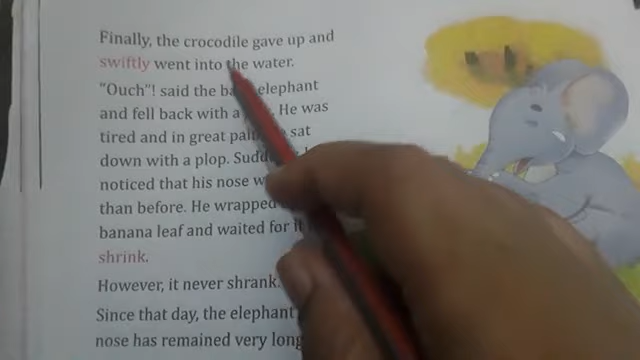 Finally, the crocodile gave up and
swiftly went into the water.
"Ouch"! said the elephant
and fell back with a He was
tired and in great sat
down with a plop.
noticed that his nose
than before. He wrapped
banana leaf and waited for it
shrink.
However, it never shrank.
Since that day, the elephant
nose has remained very long